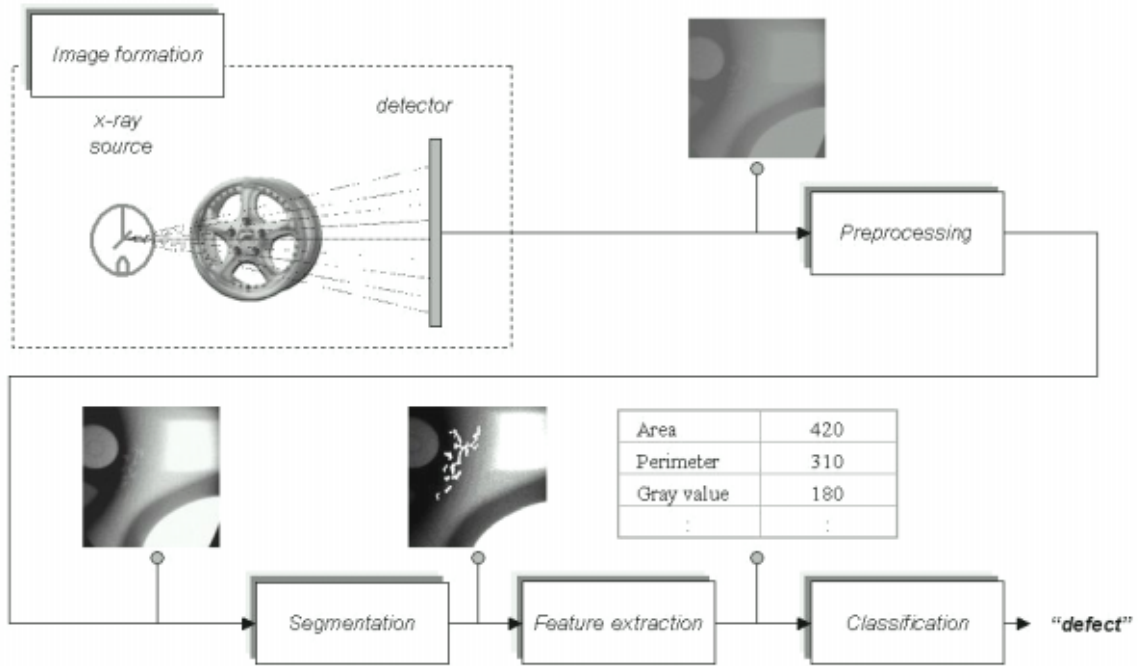 Image formation
x-ray
source
detector
Preprocessing
Area 420
Perimeter 310
Gray value 180
: :
Segmentation
Feature extraction
Classification
“defect”